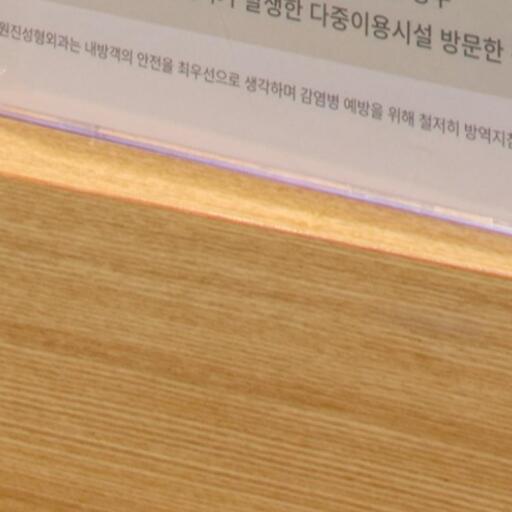 발생한 다중이용시설 방문한
원진성형외과는 내방객의 안전을 최우선으로 생각하며 감염병 예방을 위해 철저히 방역지침